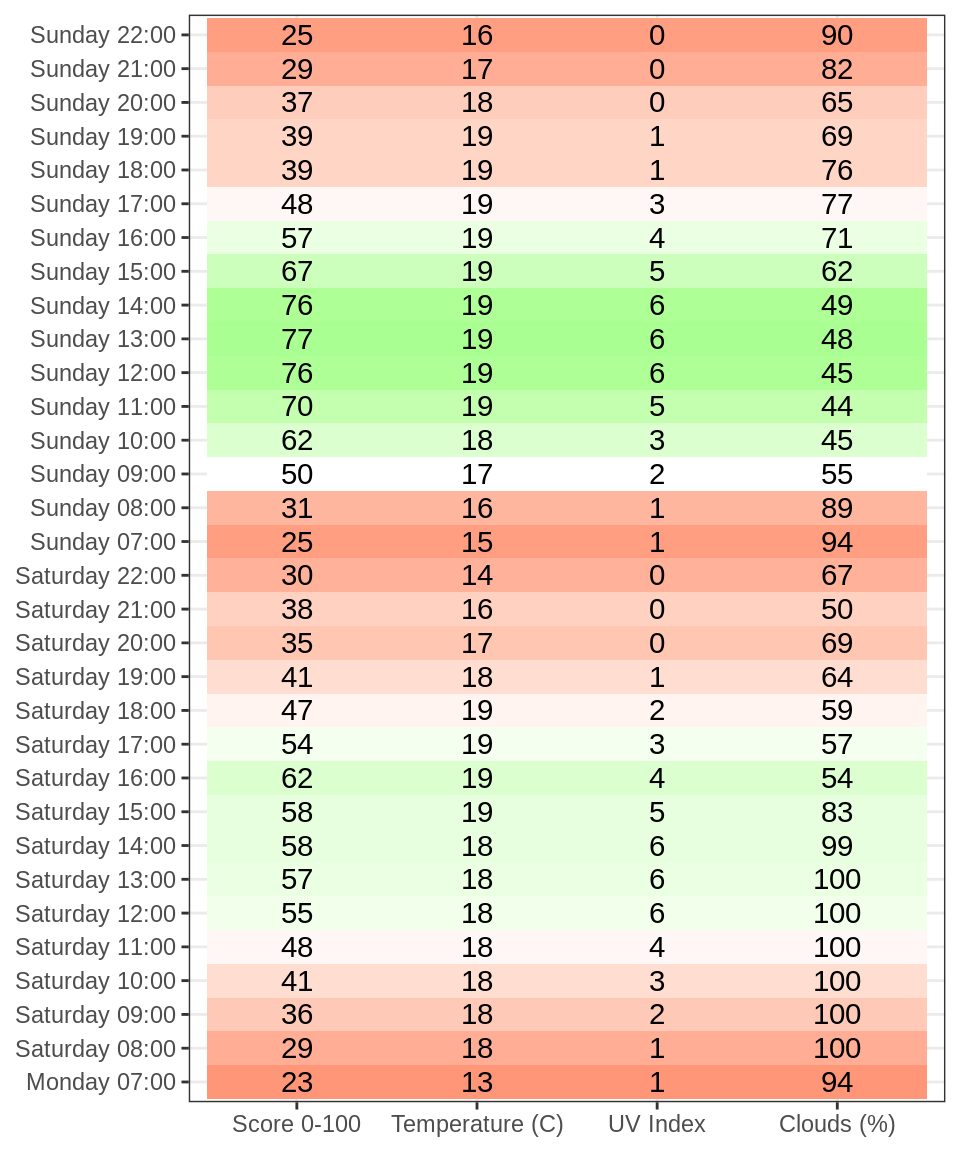 Sunday 22:00 25 16 0 90
Sunday 21:00 29 17 0 82
Sunday 20:00 37 18 0 65
Sunday 19:00 39 19 1 69
Sunday 18:00 39 19 1 76
Sunday 17:00 48 19 3 77
Sunday 16:00 57 19 4 71
Sunday 15:00 67 19 5 62
Sunday 14:00 76 19 6 49
Sunday 13:00 77 19 6 48
Sunday 12:00 76 19 6 45
Sunday 11:00 70 19 5 44
Sunday 10:00 62 18 3 45
Sunday 09:00 50 17 2 55
Sunday 08:00 31 16 1 89
Sunday 07:00 25 15 1 94
Saturday 22:00 30 14 0 67
Saturday 21:00 38 16 0 50
Saturday 20:00 35 17 0 69
Saturday 19:00 41 18 1 64
Saturday 18:00 47 19 2 59
Saturday 17:00 54 19 3 57
Saturday 16:00 62 19 4 54
Saturday 15:00 58 19 5 83
Saturday 14:00 58 18 6 99
Saturday 13:00 57 18 6 100
Saturday 12:00 55 18 6 100
Saturday 11:00 48 18 4 100
Saturday 10:00 41 18 3 100
Saturday 09:00 36 18 2 100
Saturday 08:00 29 18 1 100
Monday 07:00 23 13 1 94
Score 0-100 Temperature (C) UV Index Clouds (%)